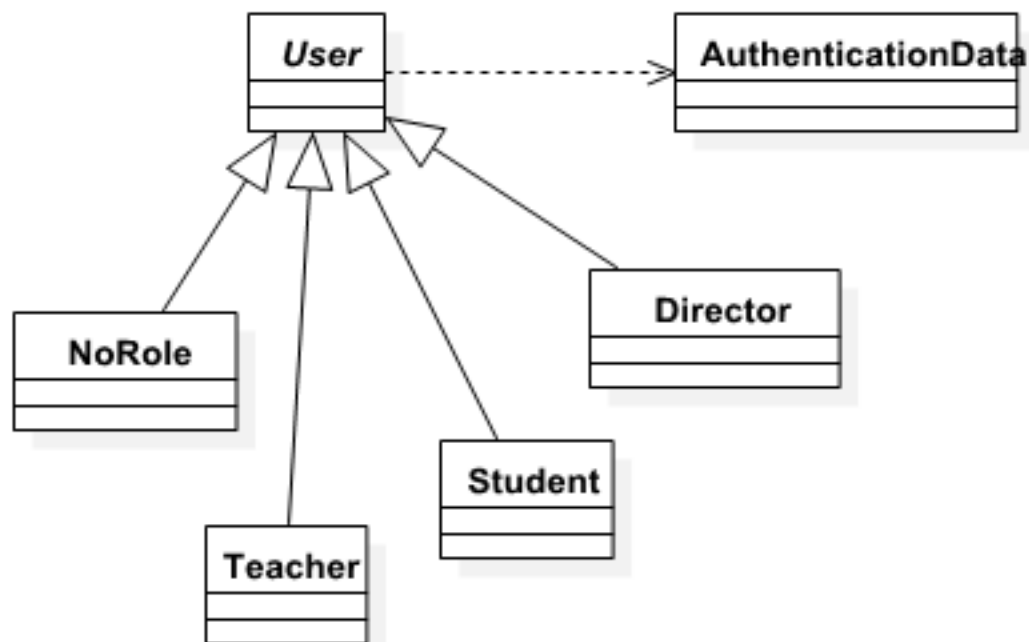 User
AuthenticationData
Director
NoRole
Student
Teacher